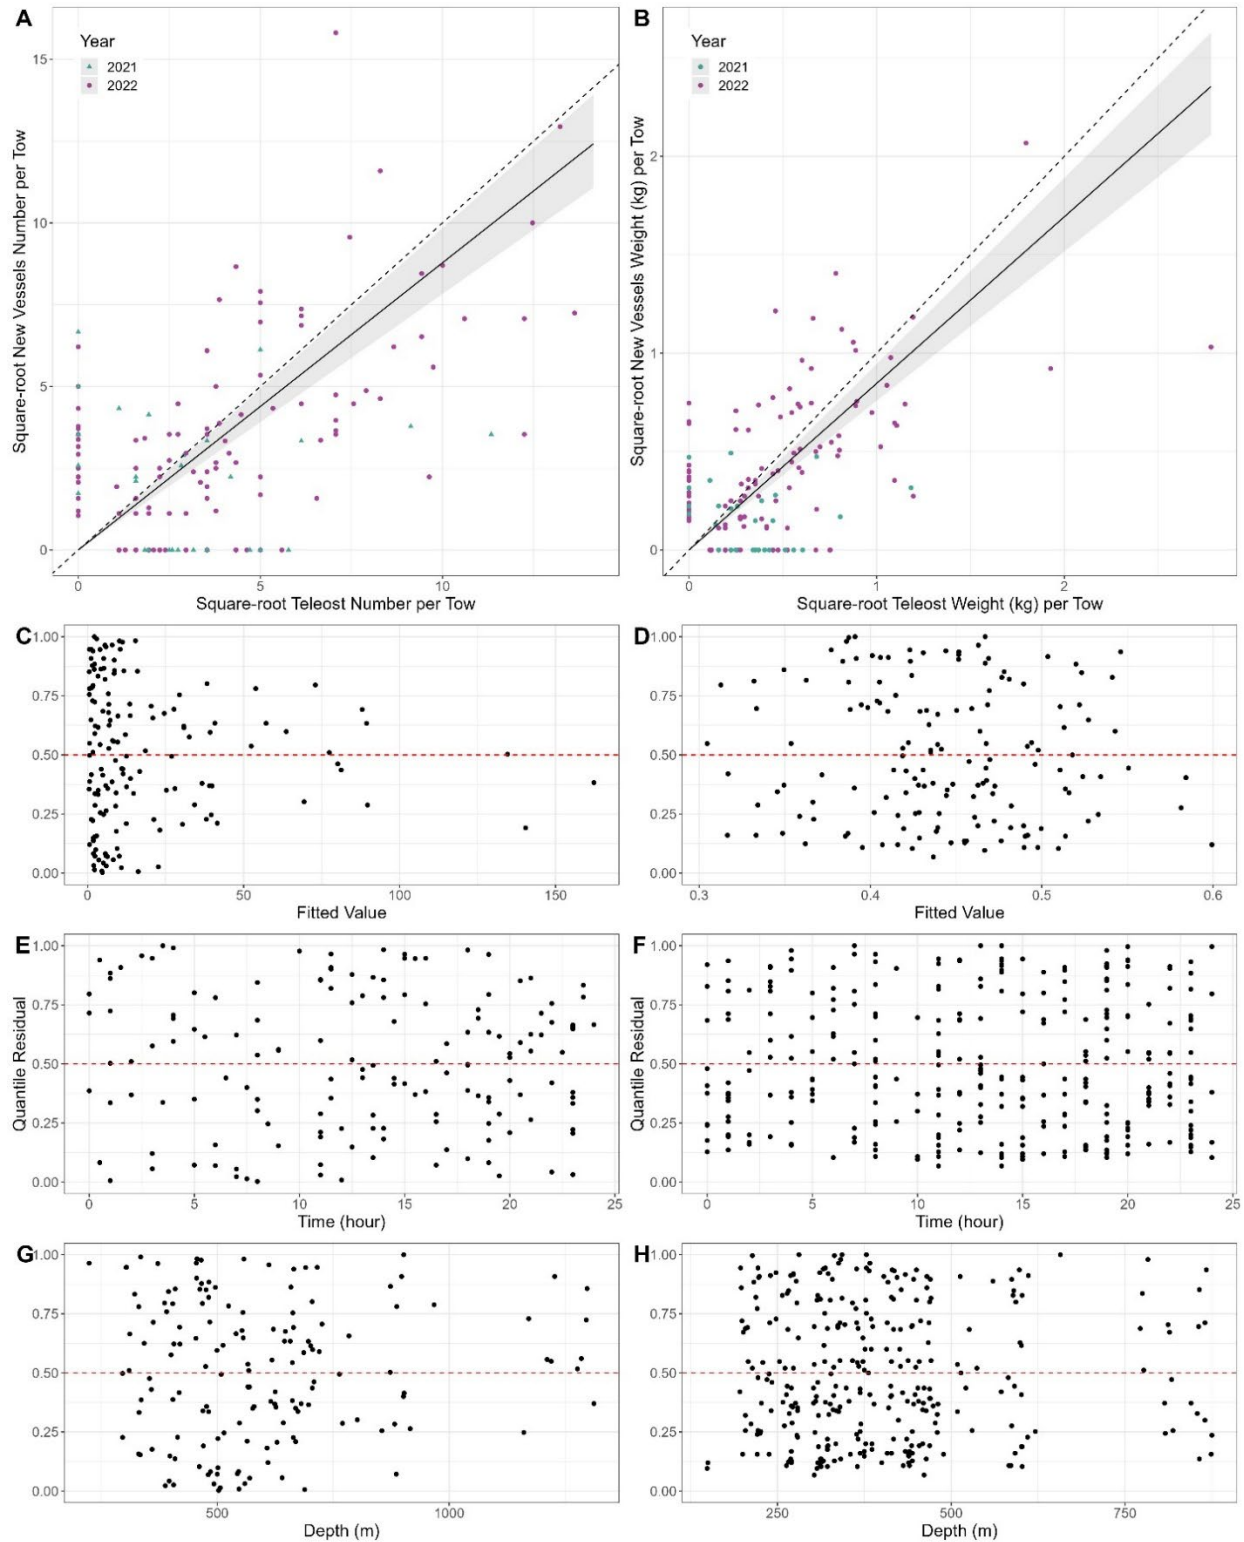 A
B
Year
2021
2022
Year
2021
2022
15
10
5
0
2
1
0
Square-root New Vessels Number per Tow
Square-root New Vessels Weight (kg) per Tow
0 5 10
0 1 2
Square-root Teleost Number per Tow
Square-root Teleost Weight (kg) per Tow
C
D
1.00
0.75
0.50
0.25
0.00
1.00
0.75
0.50
0.25
0.00
0 50 100 150
0.3 0.4 0.5 0.6
Fitted Value
Fitted Value
E
F
1.00
0.75
0.50
0.25
0.00
1.00
0.75
0.50
0.25
0.00
Quantile Residual
Quantile Residual
0 5 10 15 20 25
0 5 10 15 20 25
Time (hour)
Time (hour)
G
H
1.00
0.75
0.50
0.25
0.00
1.00
0.75
0.50
0.25
0.00
500 1000
250 500 750
Depth (m)
Depth (m)